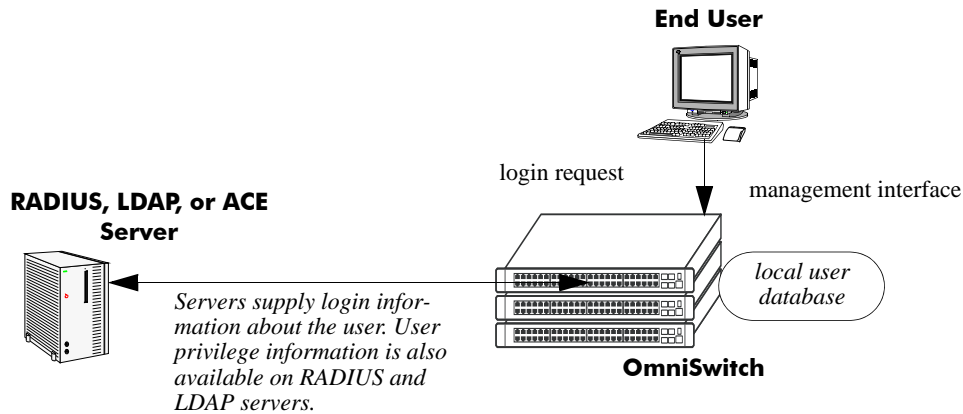 End User
login request
management interface
RADIUS, LDAP, or ACE
Server
local user
database
Servers supply login infor-
mation about the user. User
privilege information is also
available on RADIUS and
LDAP servers.
OmniSwitch